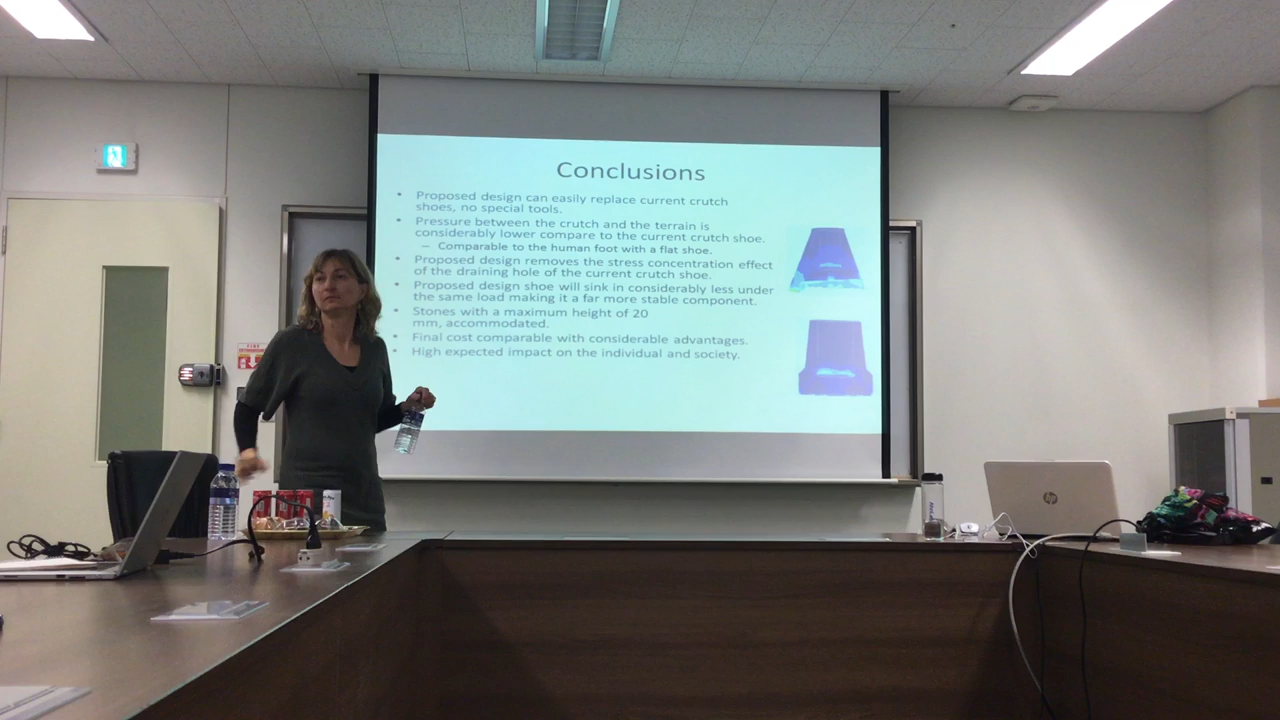 Conclusions
• Proposed design can easily replace current crutch
shoes, no special tools.
• Pressure between the crutch and the terrain is
considerably lower compare to the current crutch shoe.
– Comparable to the human foot with a flat shoe.
• Proposed design removes the stress concentration effect
of the draining hole of the current crutch shoe.
• Proposed design shoe will sink in considerably less under
the same load making it a far more stable component.
• Stones with a maximum height of 20
mm, accommodated.
• Final cost comparable with considerable advantages.
• High expected impact on the individual and society.
hp